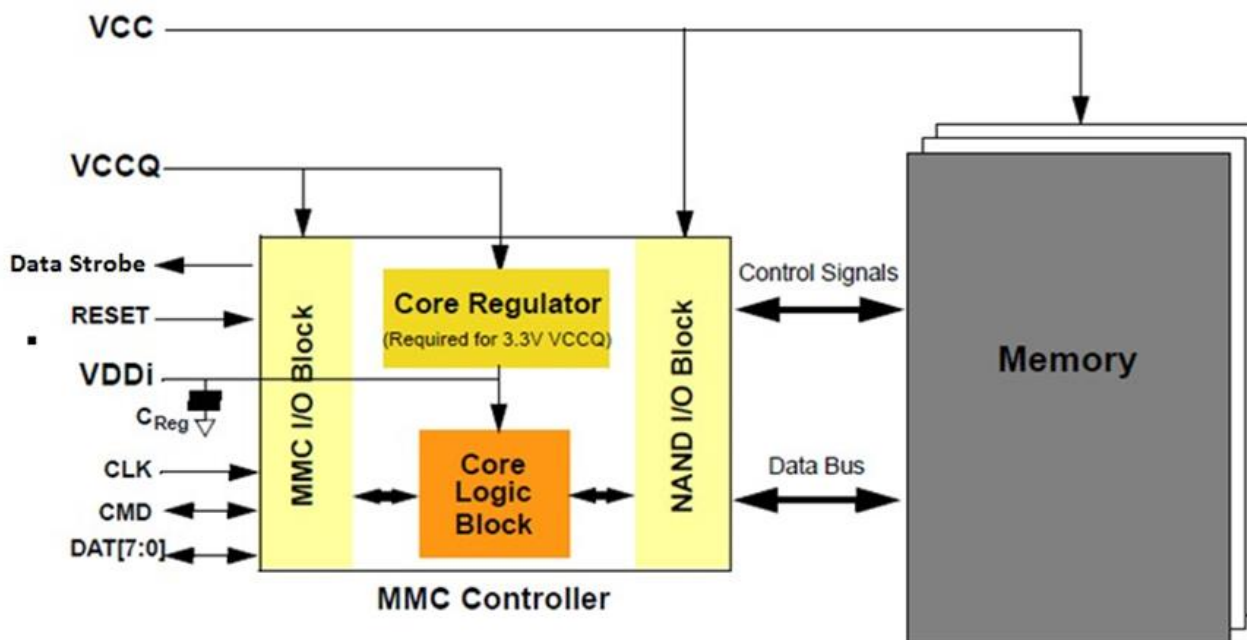 VCC
VCCQ
Data Strobe
RESET
VDDi
CReg
CLK
CMD
DAT[7:0]
MMC I/O Block
Core Regulator
(Required for 3.3V VCCQ)
Core
Logic
Block
NAND I/O Block
MMC Controller
Control Signals
Data Bus
Memory